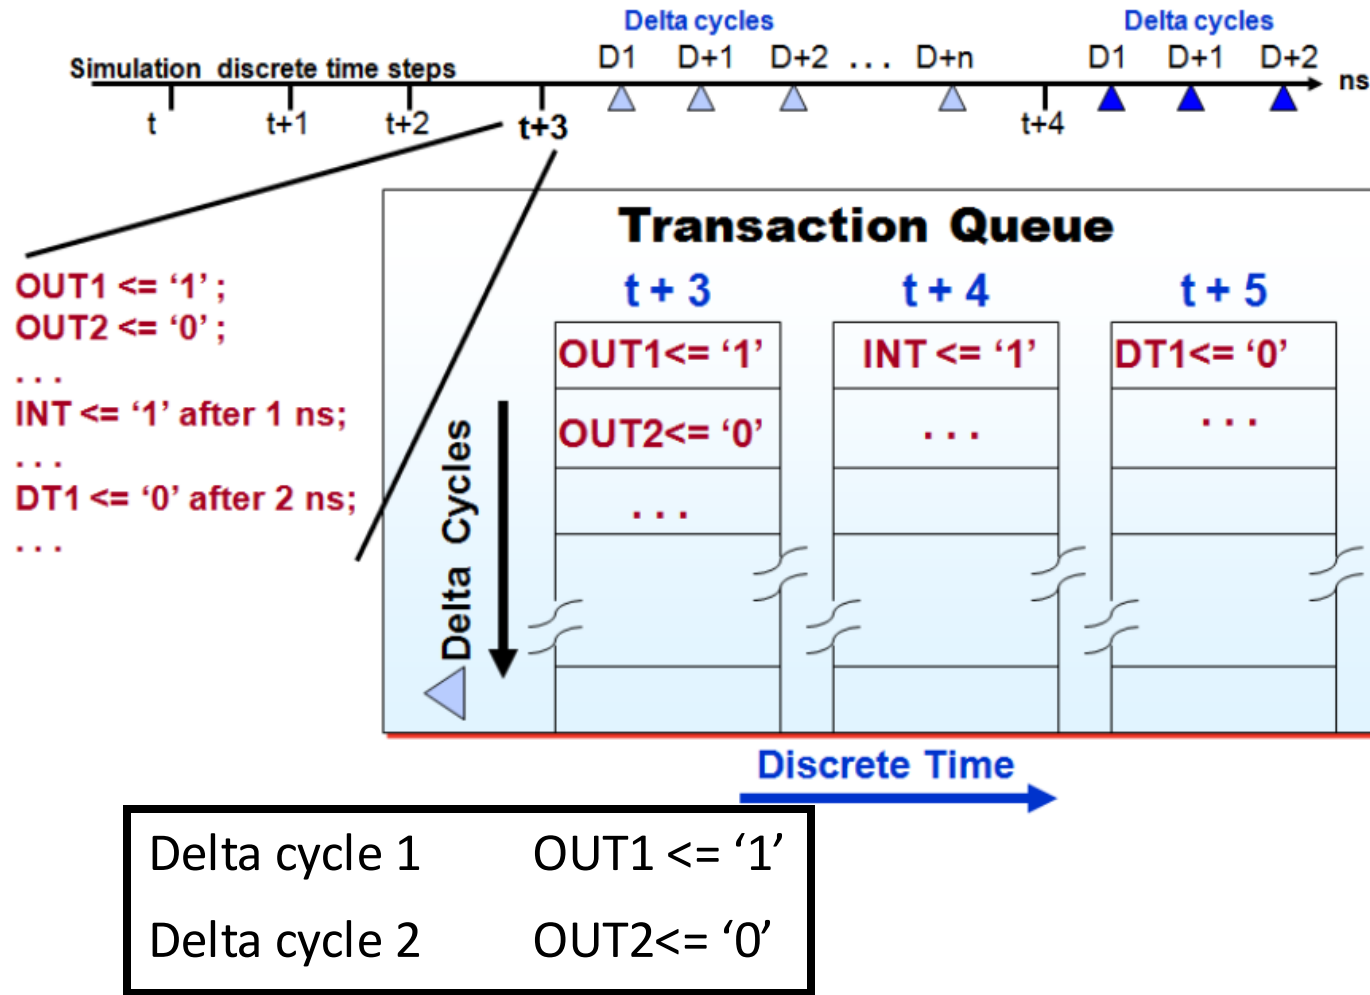 Delta cycles Delta cycles
D1 D+1 D+2 ... D+n D1 D+1 D+2
Simulation discrete time steps ns
t t+1 t+2 t+3 t+4
Transaction Queue
t + 3 t + 4 t + 5
OUT1 <= ‘1’ ;
OUT2 <= ‘0’ ;
. . .
INT <= ‘1’ after 1 ns;
. . .
DT1 <= ‘0’ after 2 ns;
. . .
OUT1<= ‘1’ INT <= ‘1’ DT1<= ‘0’
OUT2<= ‘0’ . . . . . .
. . .
Delta Cycles
Discrete Time
Delta cycle 1 OUT1 <= ‘1’
Delta cycle 2 OUT2<= ‘0’